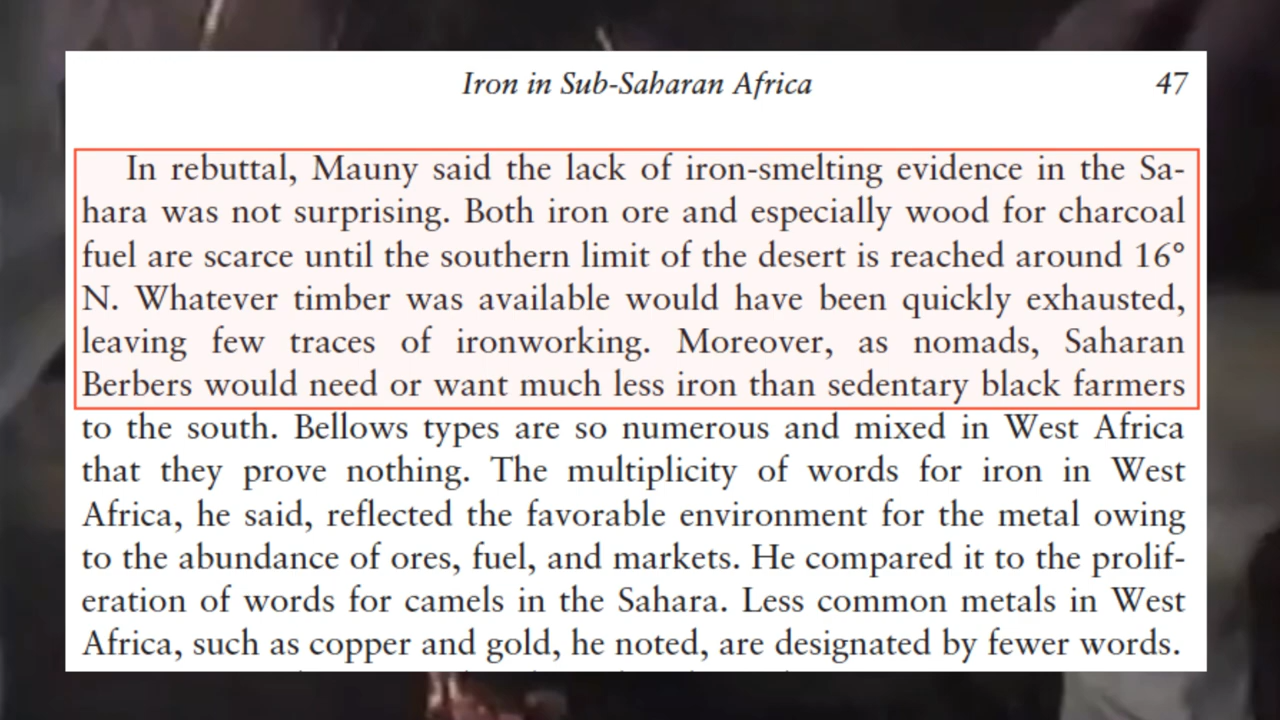 Iron in Sub-Saharan Africa 47
In rebuttal, Mauny said the lack of iron-smelting evidence in the Sa-
hara was not surprising. Both iron ore and especially wood for charcoal
fuel are scarce until the southern limit of the desert is reached around 16°
N. Whatever timber was available would have been quickly exhausted,
leaving few traces of ironworking. Moreover, as nomads, Saharan
Berbers would need or want much less iron than sedentary black farmers
to the south. Bellows types are so numerous and mixed in West Africa
that they prove nothing. The multiplicity of words for iron in West
Africa, he said, reflected the favorable environment for the metal owing
to the abundance of ores, fuel, and markets. He compared it to the prolif-
eration of words for camels in the Sahara. Less common metals in West
Africa, such as copper and gold, he noted, are designated by fewer words.